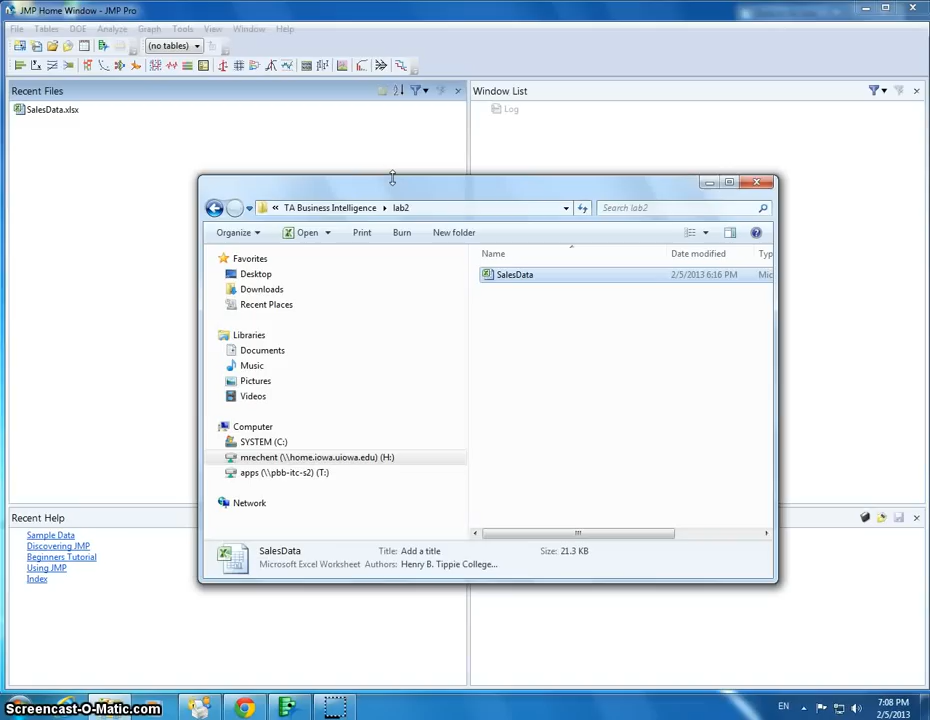 JMP Home Window - JMP Pro
File Tables DOE Analyze Graph Tools View Window Help
(no tables)
Recent Files
Window List
SalesData.xlsx
Log
TA Business Intelligence lab2
Search lab2
Organize Open Print Burn New folder
Name Date modified Typ
Favorites
SalesData 2/5/2013 6:16 PM Mic
Desktop
Downloads
Recent Places
Libraries
Documents
Music
Pictures
Videos
Computer
SYSTEM (C:)
mrechent (\\home.iowa.uiowa.edu) (H:)
apps (\\pbb-itc-s2) (T:)
Network
Recent Help
Sample Data
Discovering JMP
Beginners Tutorial
Using JMP
Index
SalesData Title: Add a title Size: 21.3 KB
Microsoft Excel Worksheet Authors: Henry B. Tippie College...
Screencast-O-Matic.com
EN
7:08 PM
2/5/2013